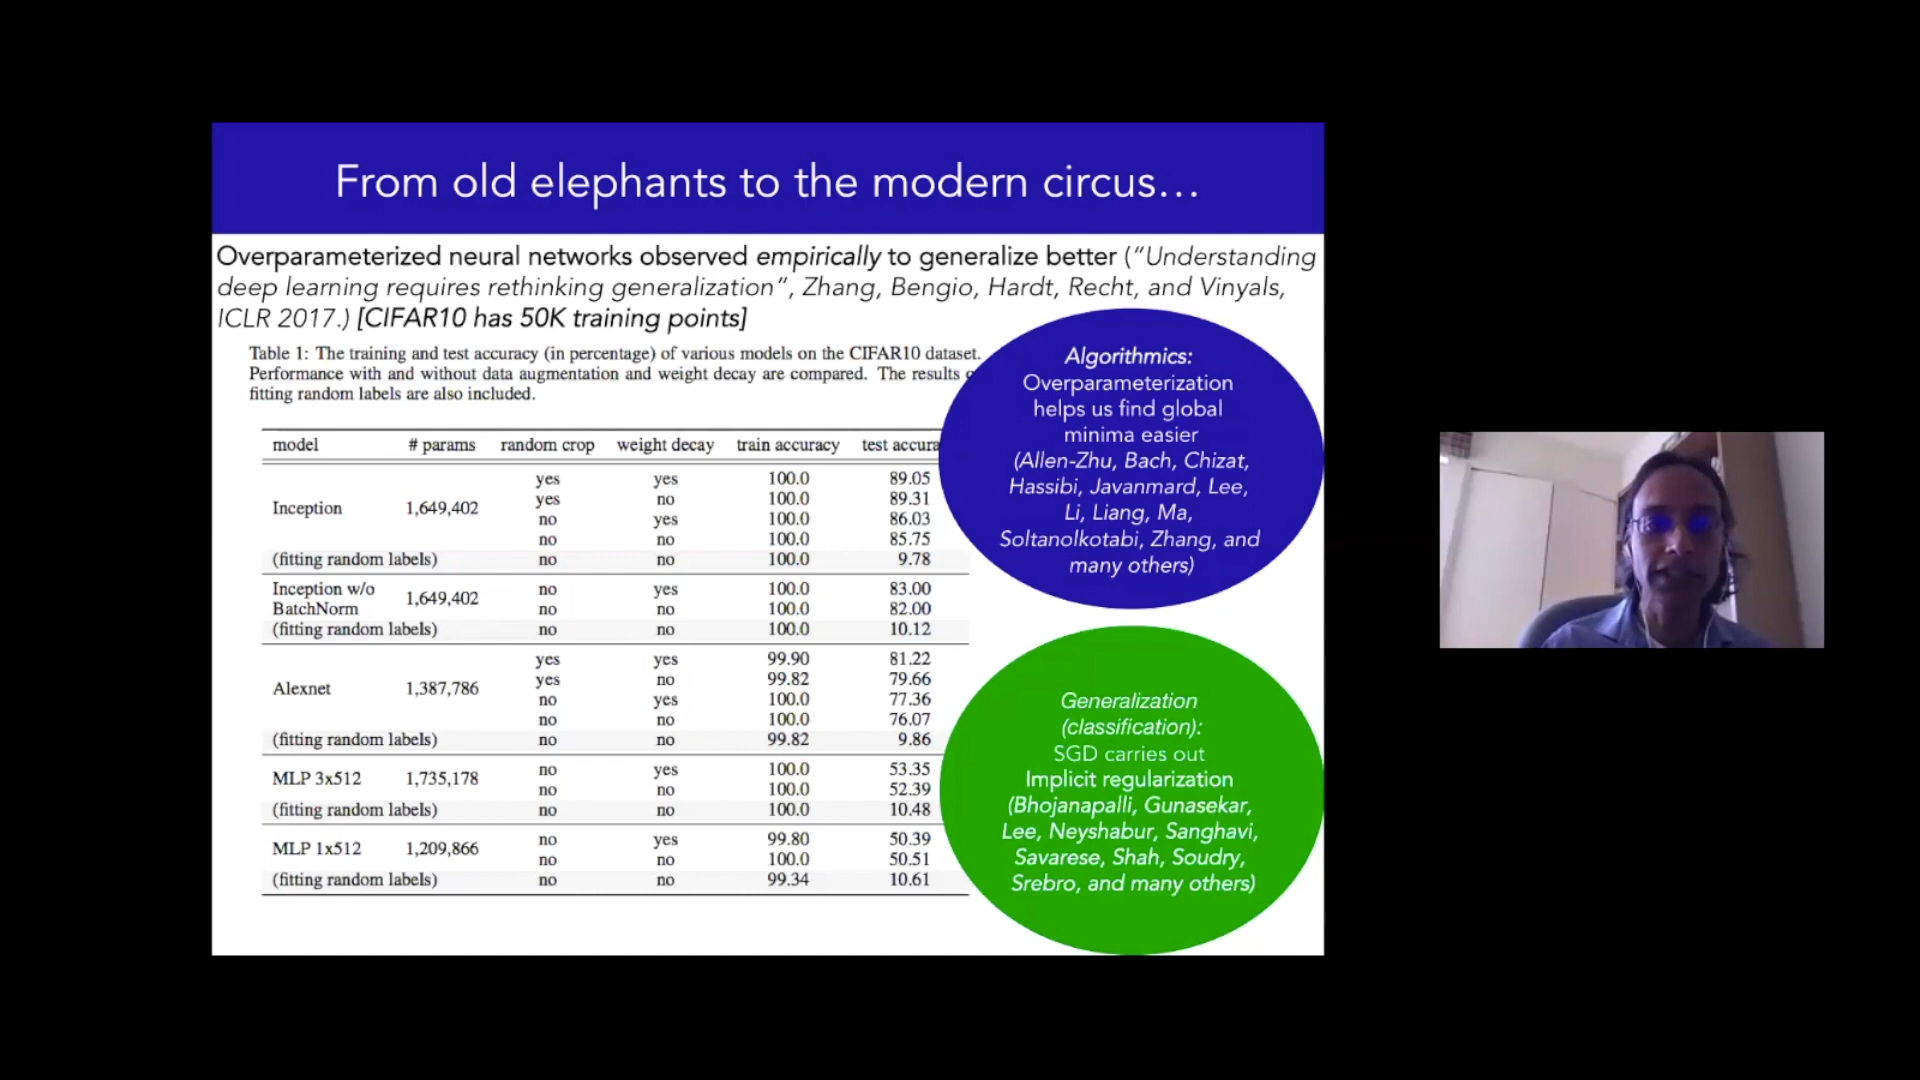 From old elephants to the modern circus...
Overparameterized neural networks observed empirically to generalize better ("Understanding
deep learning requires rethinking generalization", Zhang, Bengio, Hardt, Recht, and Vinyals,
ICLR 2017.) [CIFAR10 has 50K training points]
Table 1: The training and test accuracy (in percentage) of various models on the CIFAR10 dataset.
Performance with and without data augmentation and weight decay are compared. The results
fitting random labels are also included.
model # params random crop weight decay train accuracy test accura
yes yes 100.0 89.05
yes no 100.0 89.31
Inception 1,649,402
no yes 100.0 86.03
no no 100.0 85.75
(fitting random labels) no no 100.0 9.78
Inception w/o no yes 100.0 83.00
1,649,402
BatchNorm no no 100.0 82.00
(fitting random labels) no no 100.0 10.12
yes yes 99.90 81.22
yes no 99.82 79.66
Alexnet 1,387,786
no yes 100.0 77.36
no no 100.0 76.07
(fitting random labels) no no 99.82 9.86
no yes 100.0 53.35
MLP 3x512 1,735,178
no no 100.0 52.39
(fitting random labels) no no 100.0 10.48
no yes 99.80 50.39
MLP 1x512 1,209,866
no no 100.0 50.51
(fitting random labels) no no 99.34 10.61
Algorithmics:
Overparameterization
helps us find global
minima easier
(Allen-Zhu, Bach, Chizat,
Hassibi, Javanmard, Lee,
Li, Liang, Ma,
Soltanolkotabi, Zhang, and
many others)
Generalization
(classification):
SGD carries out
Implicit regularization
(Bhojanapalli, Gunasekar,
Lee, Neyshabur, Sanghavi,
Savarese, Shah, Soudry,
Srebro, and many others)